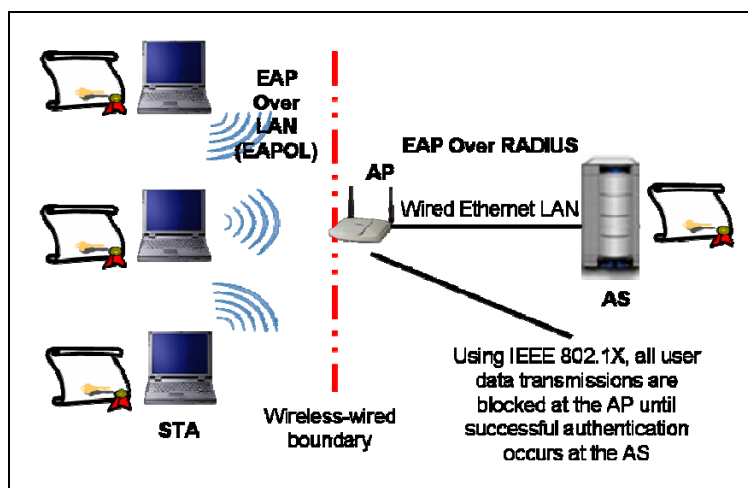 EAP
Over
LAN
(EAPOL)
EAP Over RADIUS
AP
Wired Ethernet LAN
AS
STA
Wireless-wired
boundary
Using IEEE 802.1X, all user
data transmissions are
blocked at the AP until
successful authentication
occurs at the AS